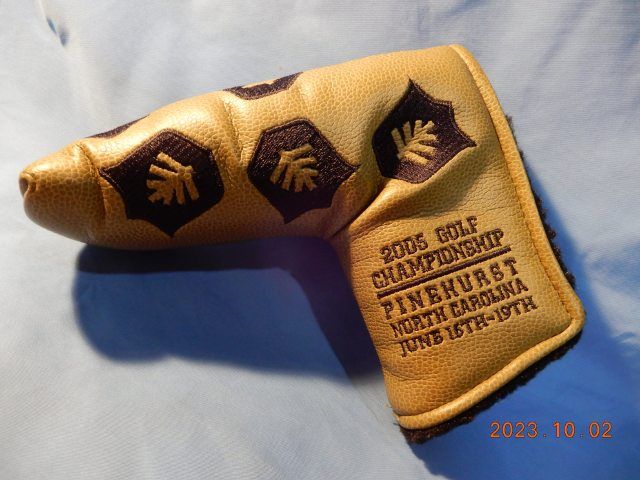 2005 GOLF
CHAMPIONSHIP
PINEHURST
NORTH CAROLINA
JUNE 16TH-19TH
2023.10.02